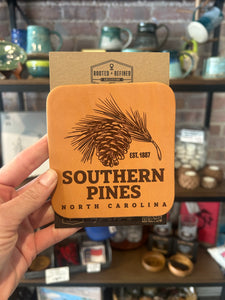 ROOTED + REFINED
EST. 1887
SOUTHERN
PINES
NORTH CAROLINA